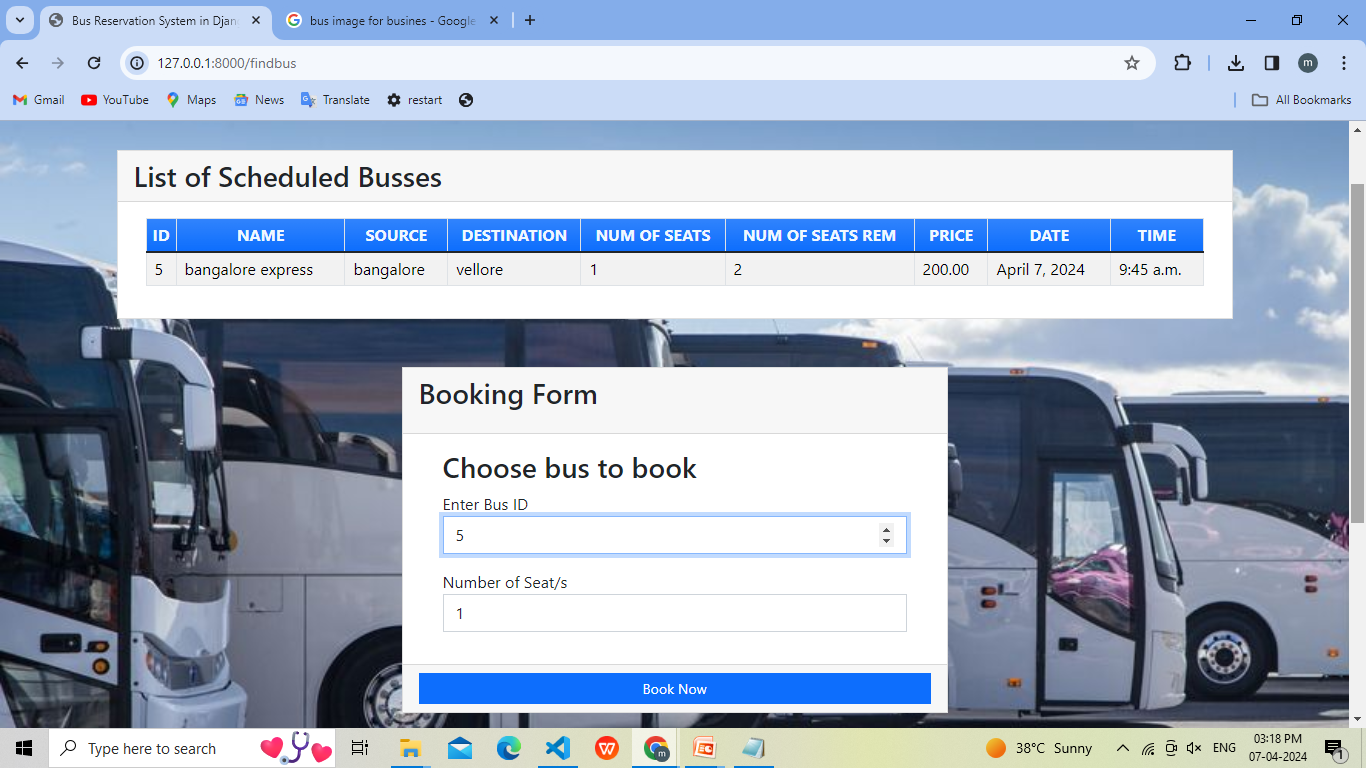 Bus Reservation System in Djan
bus image for busines - Google
127.0.0.1:8000/findbus
m
Gmail
YouTube
Maps
News
Translate
restart
All Bookmarks
List of Scheduled Busses
ID NAME SOURCE DESTINATION NUM OF SEATS NUM OF SEATS REM PRICE DATE TIME
5 bangalore express bangalore vellore 1 2 200.00 April 7, 2024 9:45 a.m.
Booking Form
Choose bus to book
Enter Bus ID
5
Number of Seat/s
1
Book Now
Type here to search
38°C Sunny
ENG
03:18 PM
07-04-2024
1